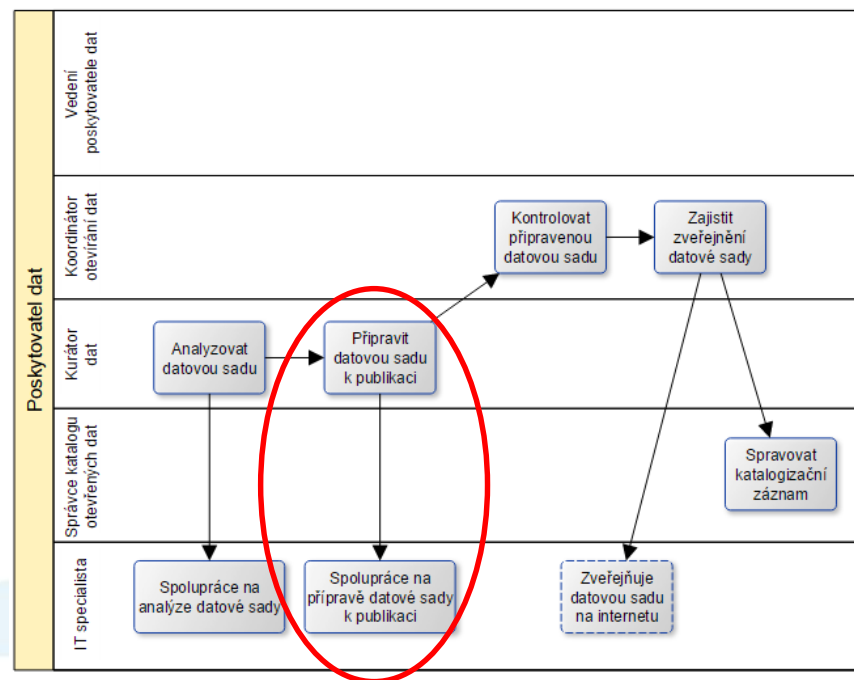 Poskytovatel dat
Vedení
poskytovatele dat
Koordinátor
otevírání dat
Kontrolovat
připravenou
datovou sadu
Zajistit
zveřejnění
datové sady
Kurátor
dat
Analyzovat
datovou sadu
Připravit
datovou sadu
k publikaci
Správce katalogu
otevřených dat
Spravovat
katalogizační
záznam
IT specialista
Spolupráce na
analýze datové sady
Spolupráce na
přípravě datové sady
k publikaci
Zveřejňuje
datovou sadu
na internetu